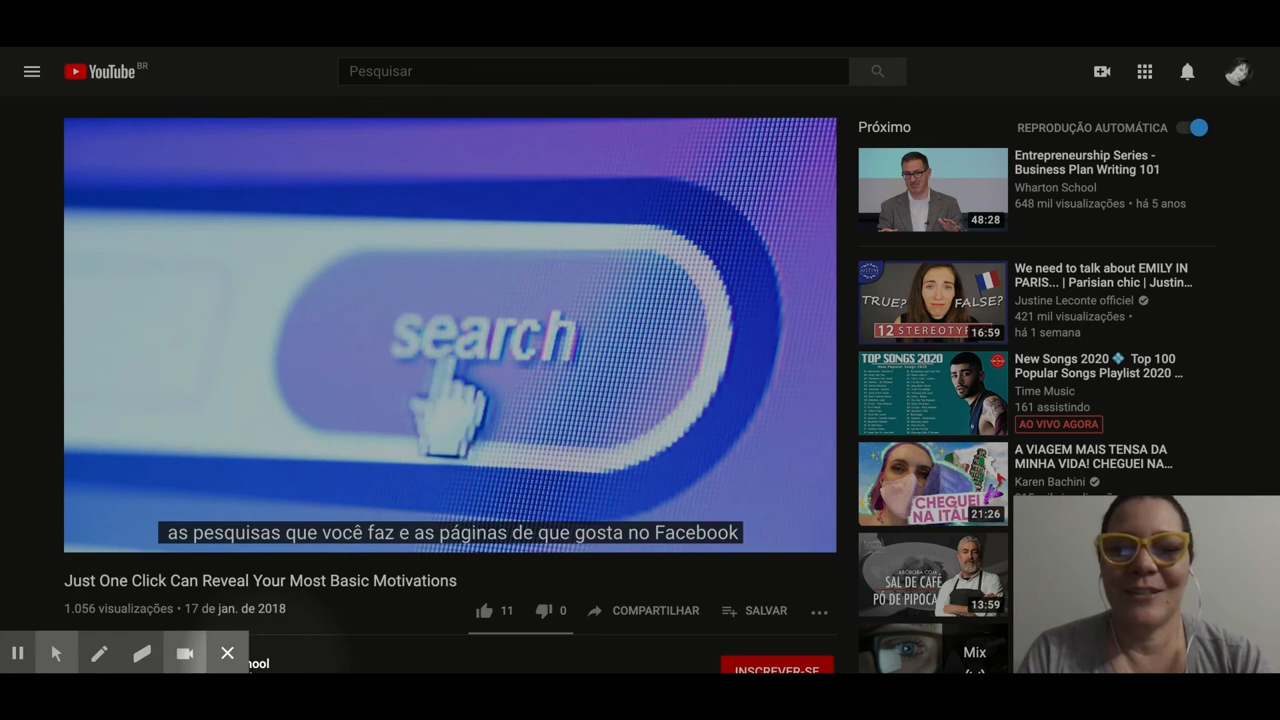 YouTube BR
Pesquisar
search
as pesquisas que você faz e as páginas de que gosta no Facebook
Just One Click Can Reveal Your Most Basic Motivations
1.056 visualizações • 17 de jan. de 2018
11
0
COMPARTILHAR
SALVAR
INSCREVER-SE
Próximo
REPRODUÇÃO AUTOMÁTICA
48:28
Entrepreneurship Series -
Business Plan Writing 101
Wharton School
648 mil visualizações • há 5 anos
TRUE?
FALSE?
16:59
We need to talk about EMILY IN
PARIS... | Parisian chic | Justin...
Justine Leconte officiel
421 mil visualizações •
há 1 semana
TOP SONGS 2020
New Songs 2020 💠 Top 100
Popular Songs Playlist 2020 ...
Time Music
161 assistindo
AO VIVO AGORA
CHEGUEI
NA ITÁL
21:26
A VIAGEM MAIS TENSA DA
MINHA VIDA! CHEGUEI NA...
Karen Bachini
ABÓBORA COM
SAL DE CAFÉ
PÓ DE PIPOCA
13:59
Mix